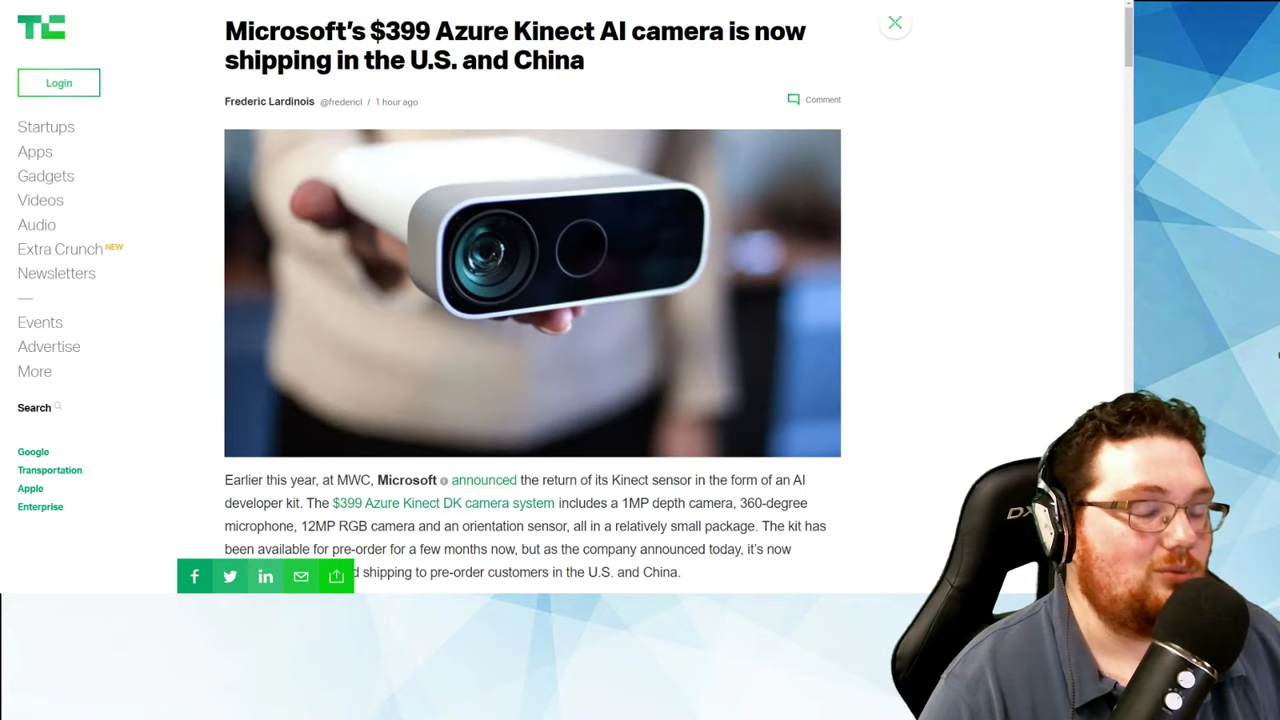 TC
Microsoft's $399 Azure Kinect AI camera is now
shipping in the U.S. and China
Login
Frederic Lardinois @fredericl / 1 hour ago
Comment
Startups
Apps
Gadgets
Videos
Audio
Extra Crunch NEW
Newsletters
Events
Advertise
More
Search
Google
Transportation
Apple
Enterprise
Earlier this year, at MWC, Microsoft announced the return of its Kinect sensor in the form of an AI
developer kit. The $399 Azure Kinect DK camera system includes a 1MP depth camera, 360-degree
microphone, 12MP RGB camera and an orientation sensor, all in a relatively small package. The kit has
been available for pre-order for a few months now, but as the company announced today, it's now
shipping to pre-order customers in the U.S. and China.
DX